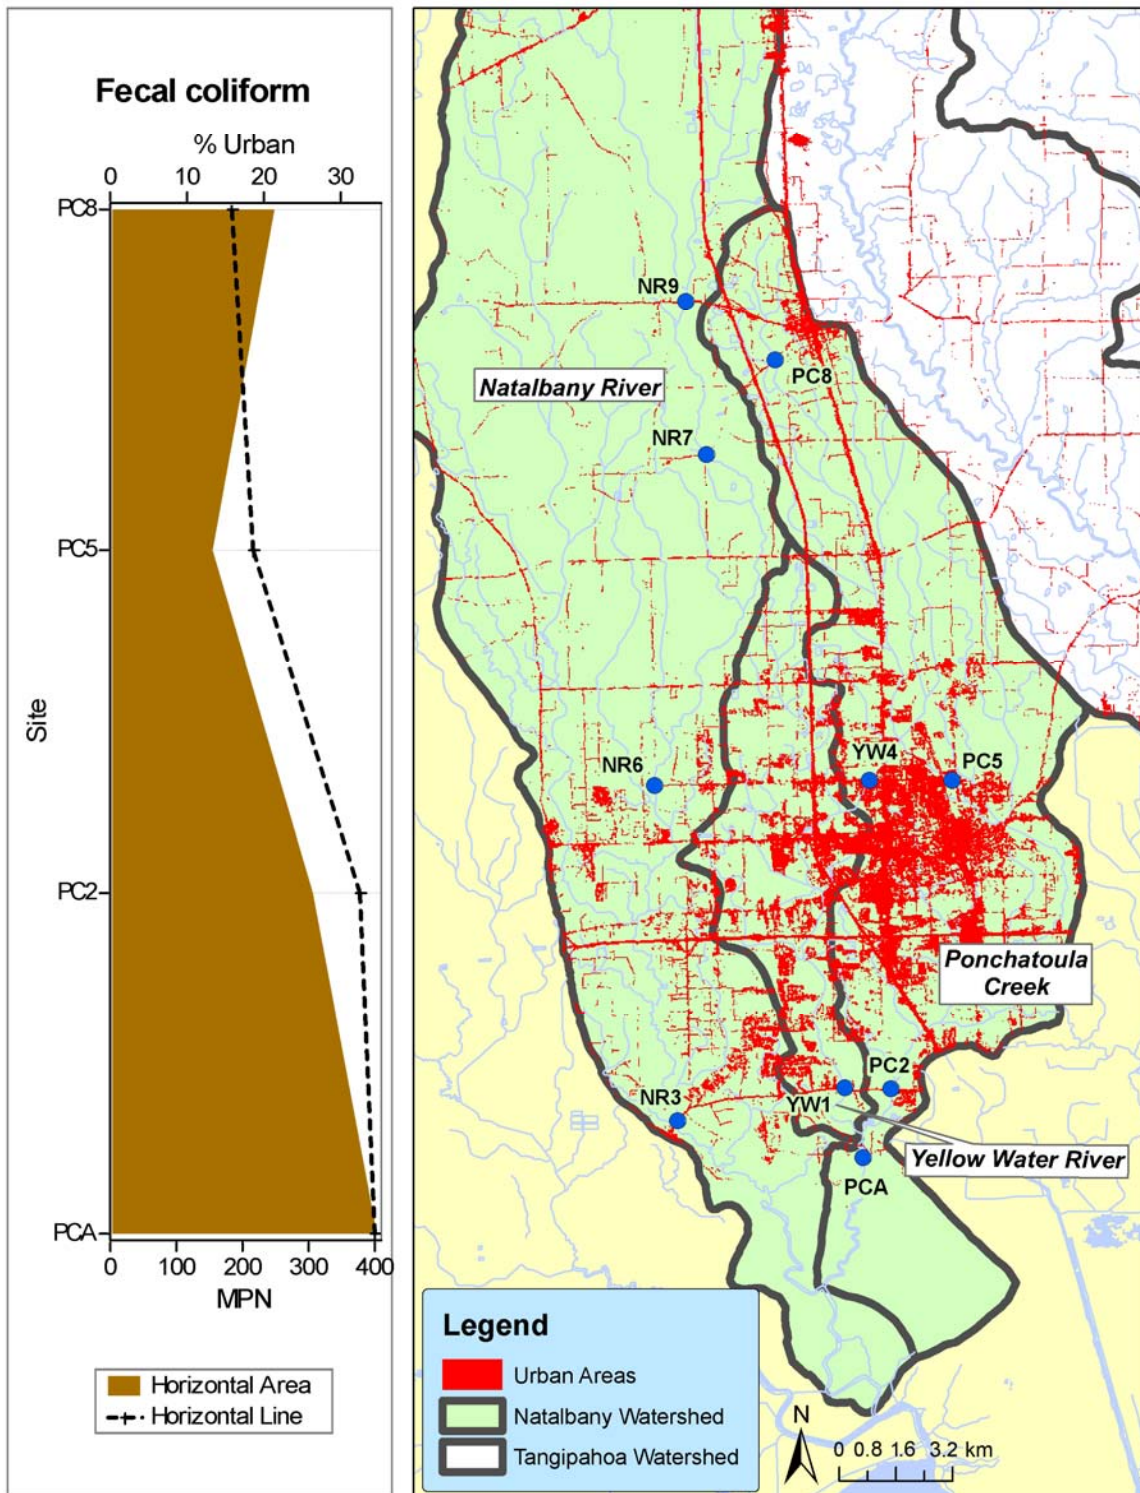 Fecal coliform
% Urban
0 10 20 30
PC8
PC5
Site
PC2
PCA
0 100 200 300 400
MPN
Horizontal Area
Horizontal Line
NR9
PC8
Natalbany River
NR7
YW4
PC5
NR6
Ponchatoula
Creek
PC2
NR3
YW1
Yellow Water River
PCA
Legend
Urban Areas
Natalbany Watershed
Tangipahoa Watershed
N
0 0.8 1.6 3.2 km